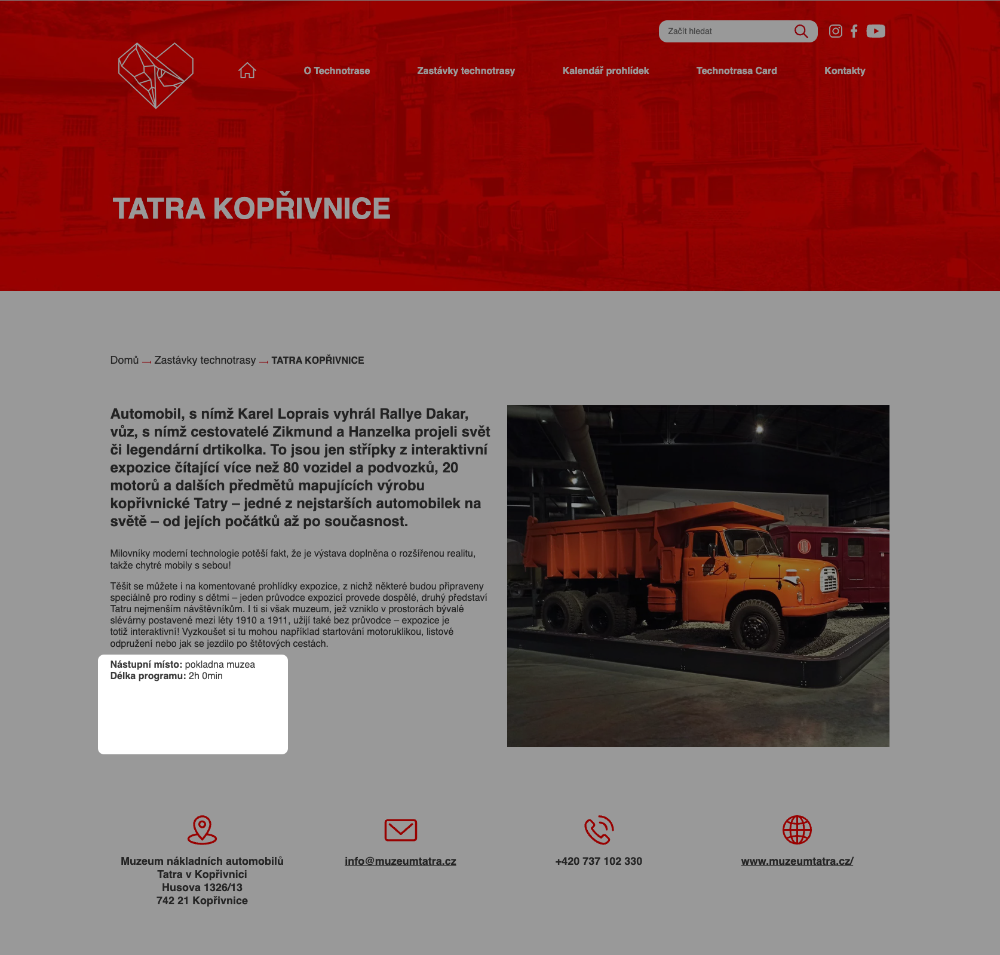 Začít hledat
O Technotrase
Zastávky technotrasy
Kalendář prohlídek
Technotrasa Card
Kontakty
TATRA KOPŘIVNICE
Domů → Zastávky technotrasy → TATRA KOPŘIVNICE
Automobil, s nímž Karel Loprais vyhrál Rallye Dakar,
vůz, s nímž cestovatelé Zikmund a Hanzelka projeli svět
či legendární drtikolka. To jsou jen střípky z interaktivní
expozice čítající více než 80 vozidel a podvozků, 20
motorů a dalších předmětů mapujících výrobu
kopřivnické Tatry – jedné z nejstarších automobilek na
světě – od jejích počátků až po současnost.
Milovníky moderní technologie potěší fakt, že je výstava doplněna o rozšířenou realitu,
takže chytré mobily s sebou!
Těšit se můžete i na komentované prohlídky expozice, z nichž některé budou připraveny
speciálně pro rodiny s dětmi – jeden průvodce expozicí provede dospělé, druhý představí
Tatru nejmenším návštěvníkům. I ti si však muzeum, jež vzniklo v prostorách bývalé
slévárny postavené mezi léty 1910 a 1911, užijí také bez průvodce – expozice je
totiž interaktivní! Vyzkoušet si tu mohou například startování motoruklikou, listové
odpružení nebo jak se jezdilo po štětových cestách.
Nástupní místo: pokladna muzea
Délka programu: 2h 0min
TATRA
Muzeum nákladních automobilů
Tatra v Kopřivnici
Husova 1326/13
742 21 Kopřivnice
info@muzeumtatra.cz
+420 737 102 330
www.muzeumtatra.cz/